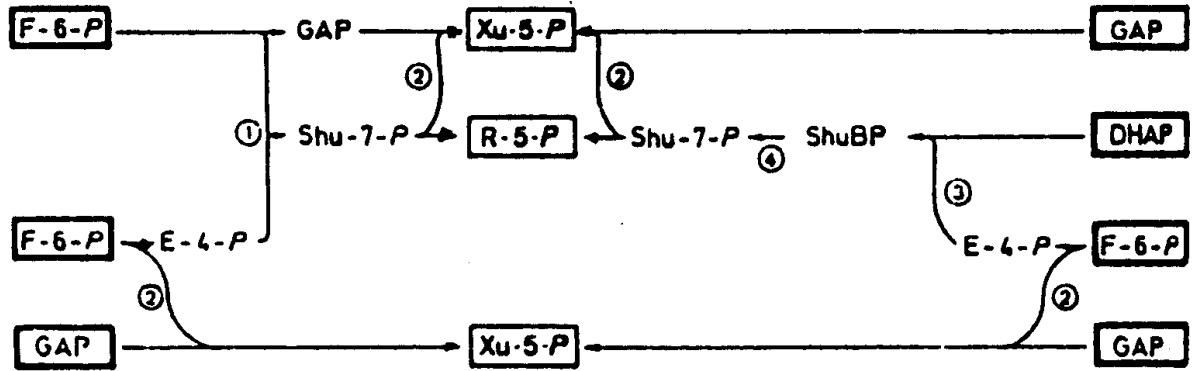 F-6-P GAP Xu-5-P GAP
② ②
① Shu-7-P R-5-P Shu-7-P ShuBP DHAP
④
③
F-6-P E-4-P E-4-P F-6-P
② ②
GAP Xu-5-P GAP